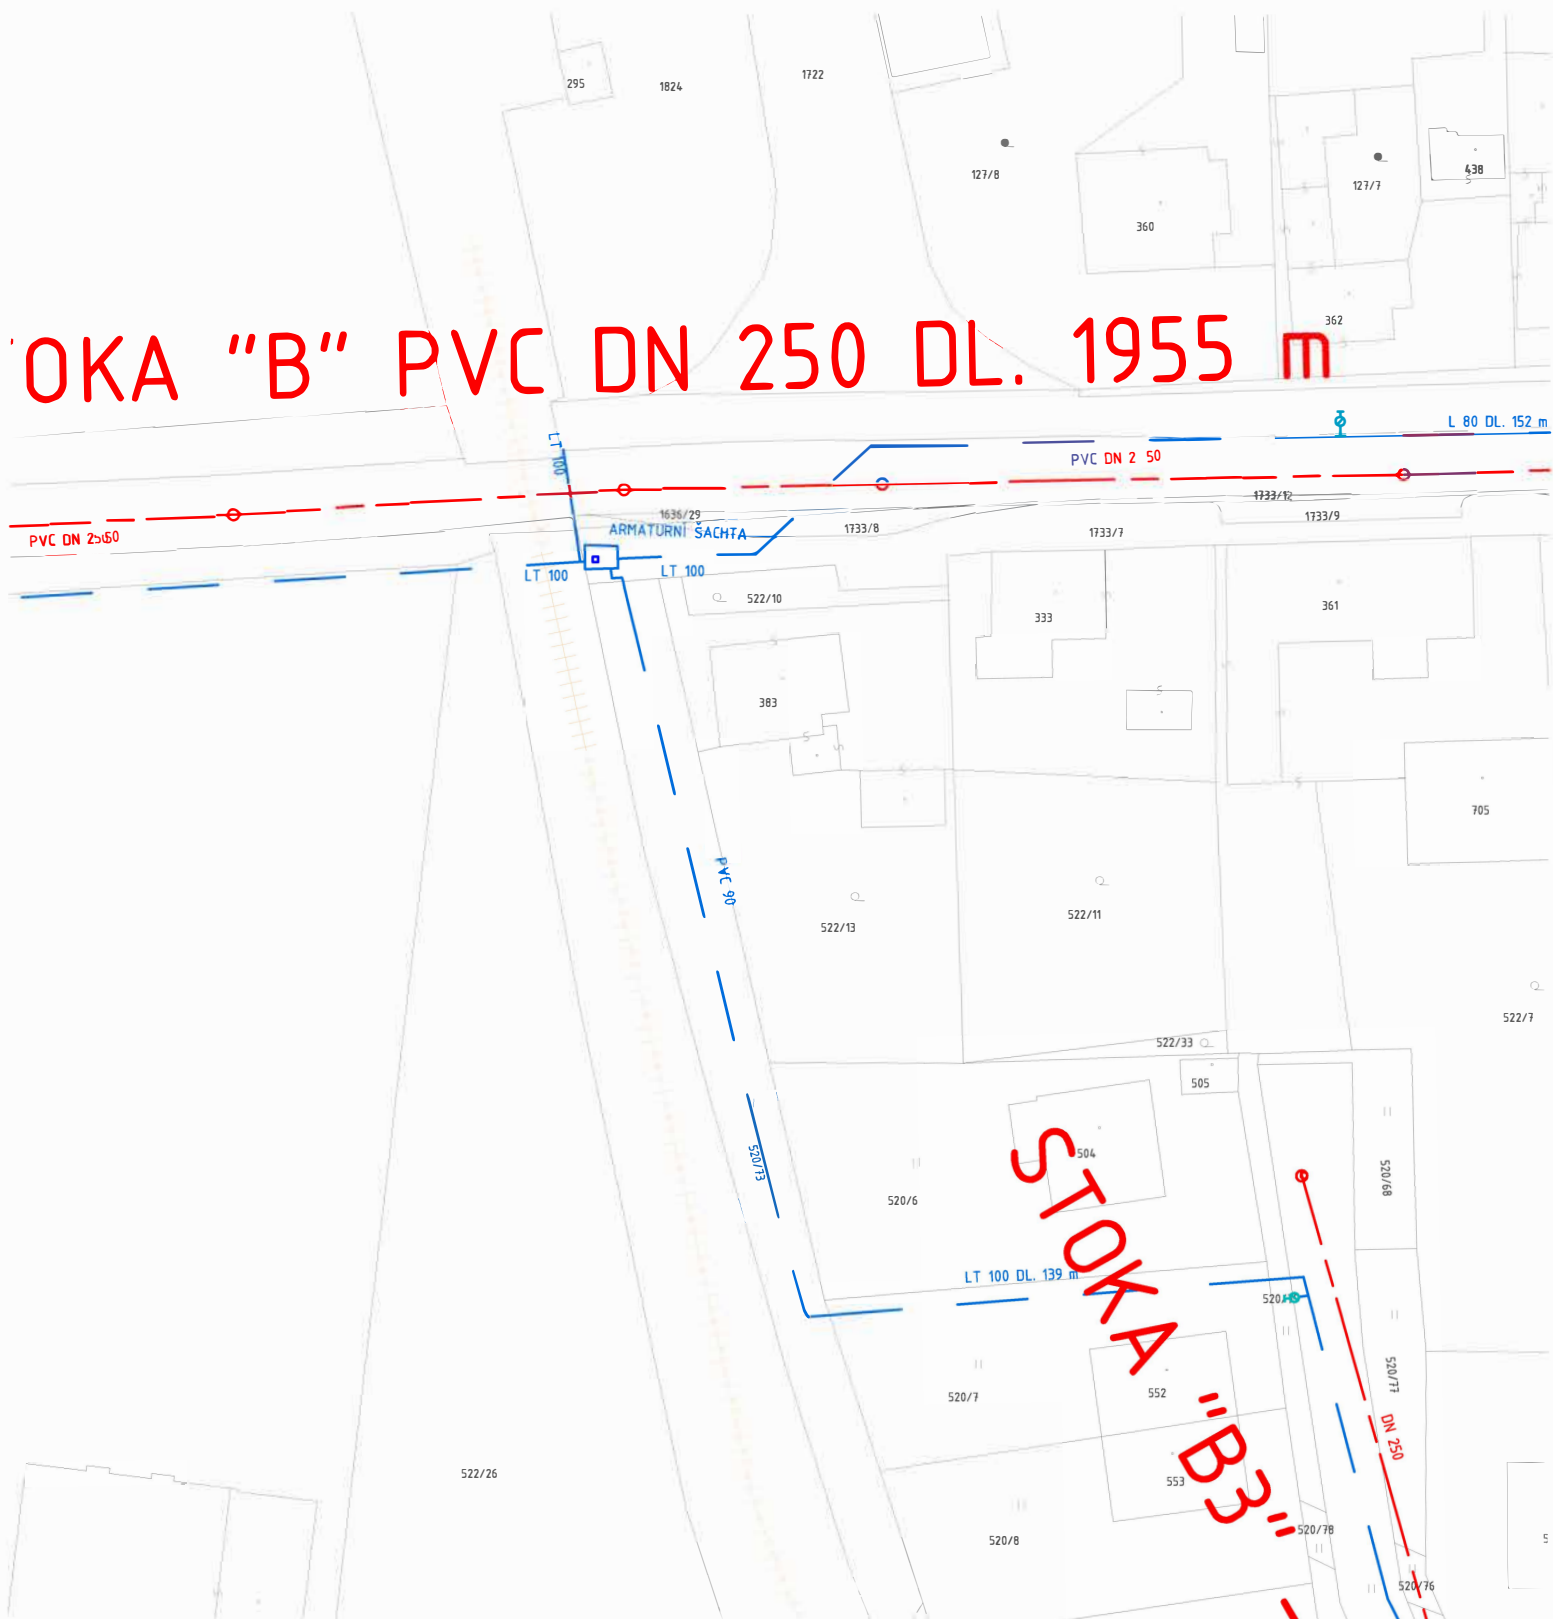 295
1824
1722
127/8
127/7
438
360
362
OKA "B" PVC DN 250 DL. 1955 m
LT 100
L 80 DL. 152 m
PVC DN 2 50
1733/12
1636/29
1733/9
ARMATURNÍ ŠACHTA
1733/8
1733/7
PVC DN 250
LT 100
LT 100
522/10
333
361
383
705
PVC 90
522/13
522/11
522/7
522/33
505
504
520/73
520/6
520/68
STOKA "B3"
LT 100 DL. 139 m
520/7
552
520/77
DN 250
553
522/26
520/8
520/78
520/76